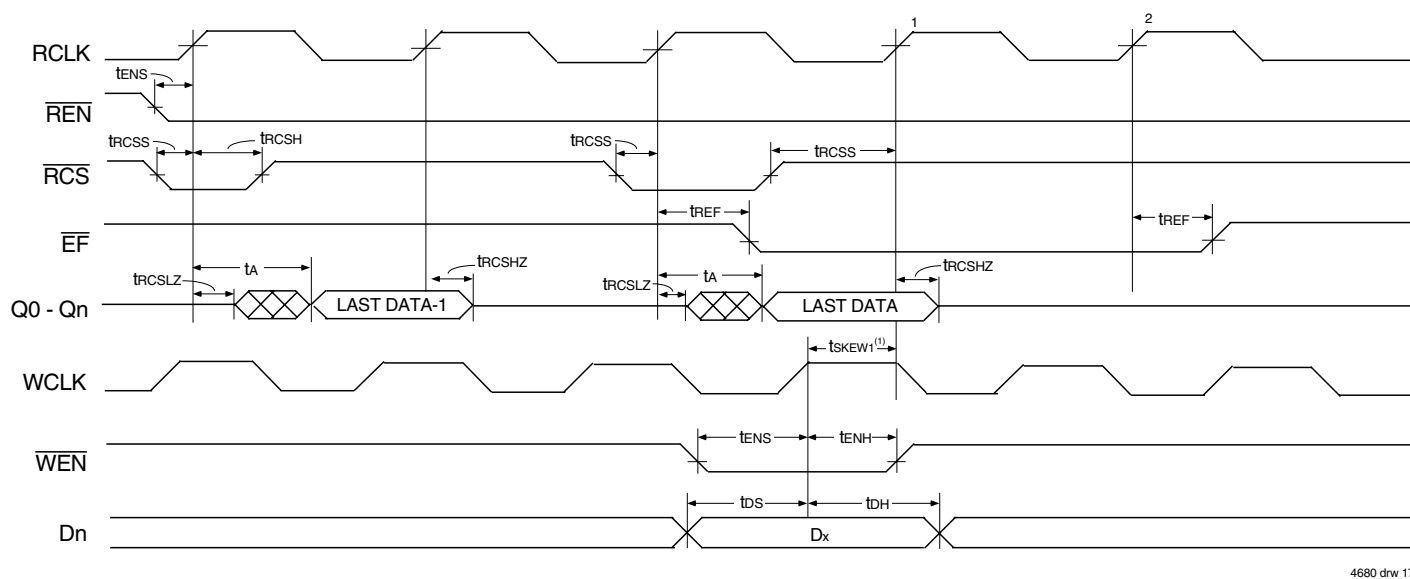 1 2
RCLK
tENS
REN
tRCSS tRCSH tRCSS tRCSS
RCS
tREF tREF
EF
tRCSLZ tA tRCSHZ tRCSLZ tA tRCSHZ
Q0 - Qn LAST DATA-1 LAST DATA
tSKEW1(1)
WCLK
tENS tENH
WEN
tDS tDH
Dn Dx
4680 drw 17